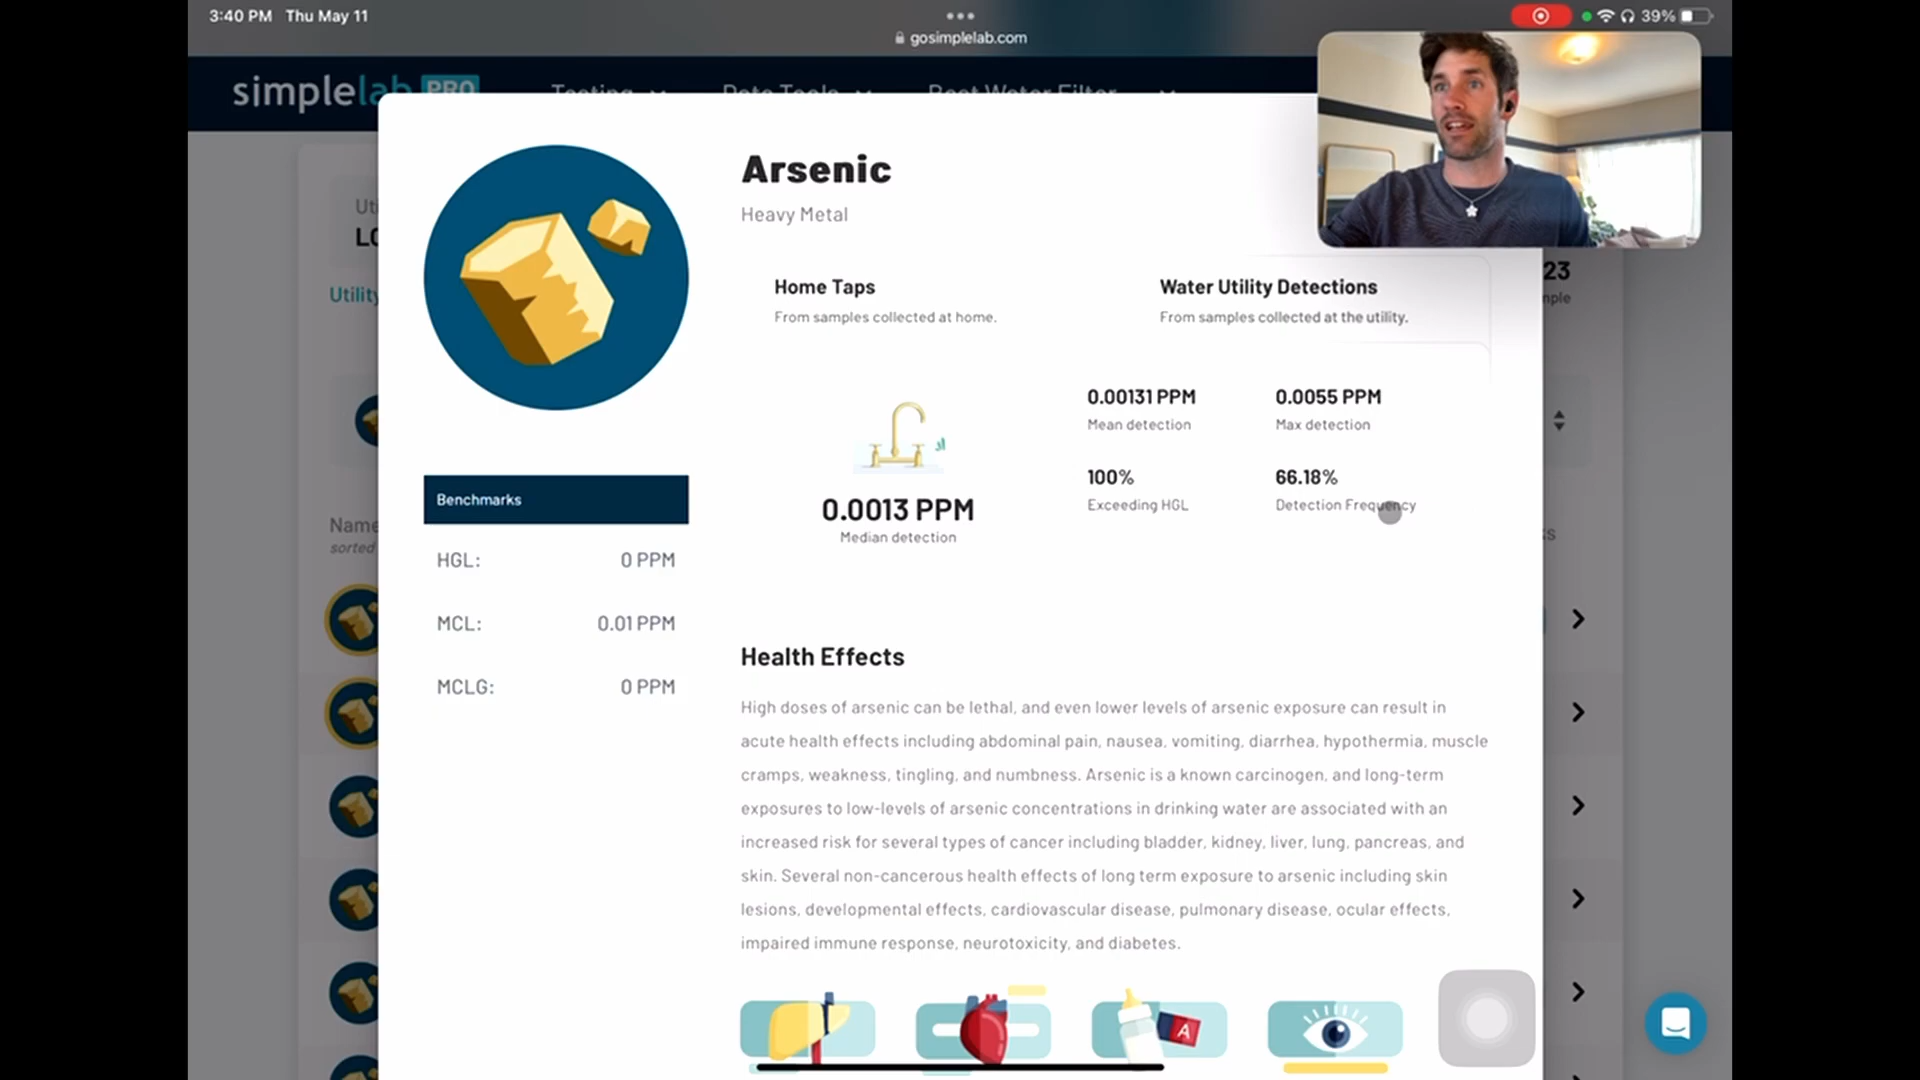 3:40 PM Thu May 11
39%
gosimplelab.com
simplelab PRO
Testing
Data Tools
Best Water Filter
Arsenic
Heavy Metal
Home Taps
From samples collected at home.
Water Utility Detections
From samples collected at the utility.
Utility
23
0.00131 PPM
Mean detection
0.0055 PPM
Max detection
100%
Exceeding HGL
66.18%
Detection Frequency
0.0013 PPM
Median detection
Benchmarks
HGL: 0 PPM
MCL: 0.01 PPM
MCLG: 0 PPM
Name
sorted
Health Effects
High doses of arsenic can be lethal, and even lower levels of arsenic exposure can result in
acute health effects including abdominal pain, nausea, vomiting, diarrhea, hypothermia, muscle
cramps, weakness, tingling, and numbness. Arsenic is a known carcinogen, and long-term
exposures to low-levels of arsenic concentrations in drinking water are associated with an
increased risk for several types of cancer including bladder, kidney, liver, lung, pancreas, and
skin. Several non-cancerous health effects of long term exposure to arsenic including skin
lesions, developmental effects, cardiovascular disease, pulmonary disease, ocular effects,
impaired immune response, neurotoxicity, and diabetes.
A